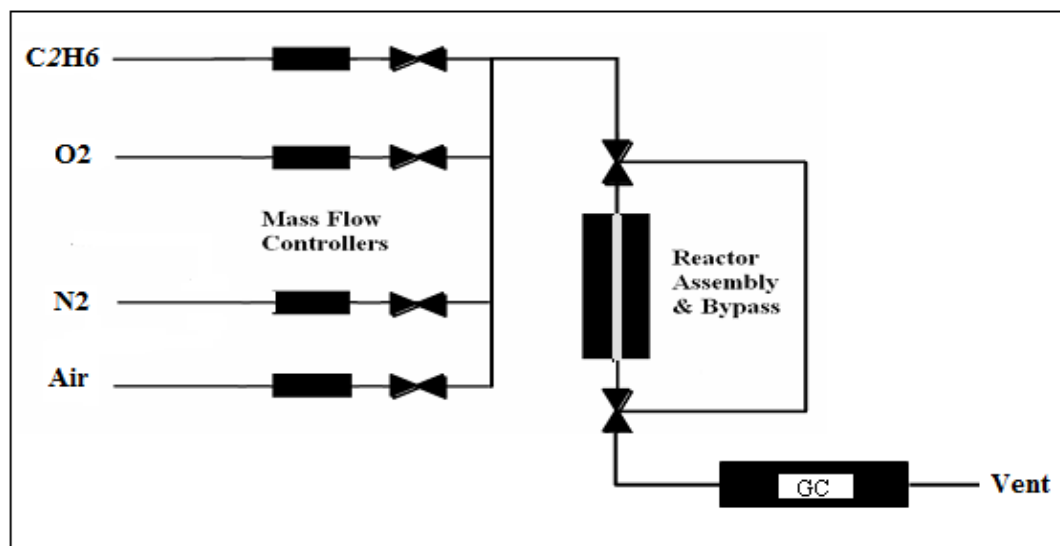 C2H6
O2
Mass Flow
Controllers
N2
Air
Reactor
Assembly
& Bypass
GC
Vent